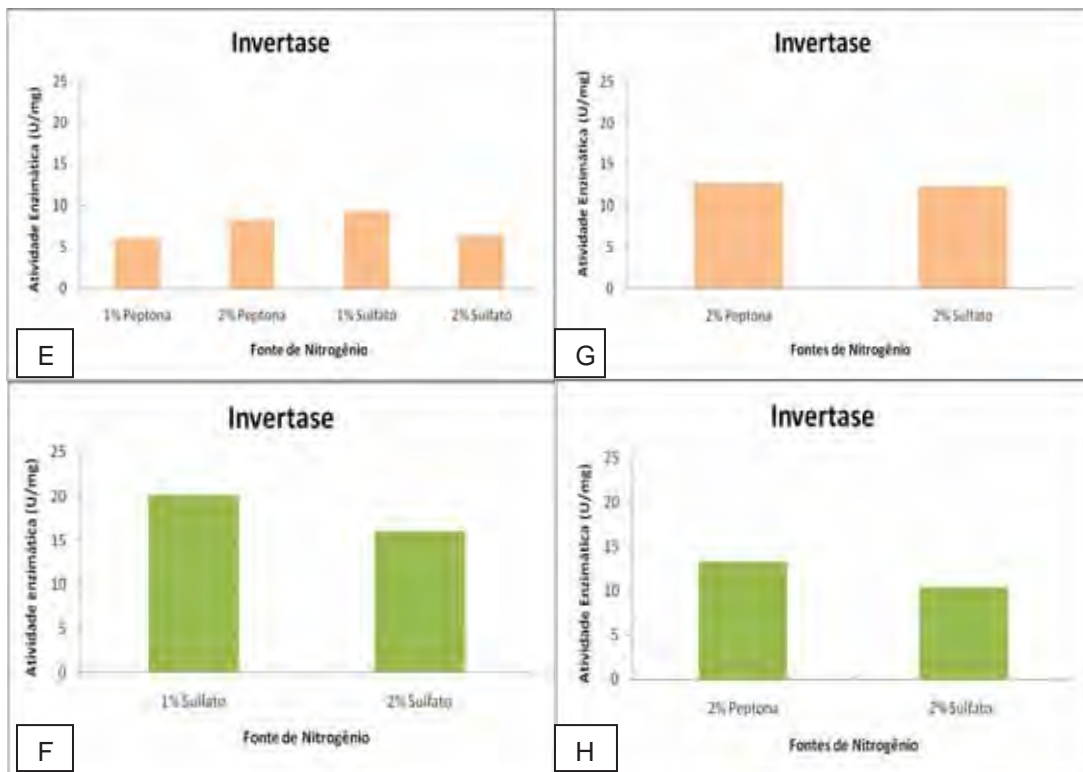 Invertase
Atividade Enzimática (U/mg)
25
20
15
10
5
0
1% Peptona 2% Peptona 1% Sulfato 2% Sulfato
Fonte de Nitrogênio
E
Invertase
Atividade Enzimática (U/mg)
25
20
15
10
5
0
2% Peptona 2% Sulfato
Fontes de Nitrogênio
G
Invertase
Atividade enzimática (U/mg)
25
20
15
10
5
0
1% Sulfato 2% Sulfato
Fonte de Nitrogênio
F
Invertase
Atividade Enzimática (U/mg)
25
20
15
10
5
0
2% Peptona 2% Sulfato
Fontes de Nitrogênio
H